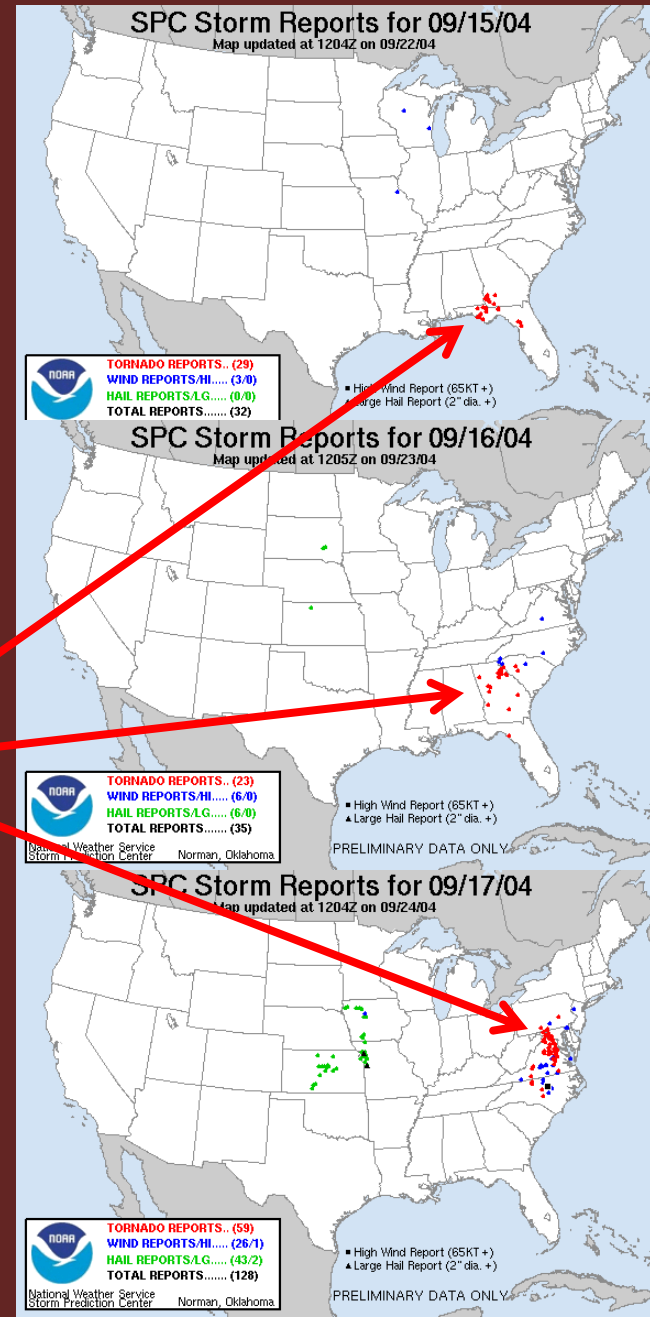 SPC Storm Reports for 09/15/04
Map updated at 1204Z on 09/22/04
NOAA
TORNADO REPORTS.. (29)
WIND REPORTS/HI..... (3/0)
HAIL REPORTS/LG..... (0/0)
TOTAL REPORTS....... (32)
■ High Wind Report (65KT +)
▲ Large Hail Report (2" dia. +)
SPC Storm Reports for 09/16/04
Map updated at 1205Z on 09/23/04
NOAA
TORNADO REPORTS.. (23)
WIND REPORTS/HI..... (6/0)
HAIL REPORTS/LG..... (6/0)
TOTAL REPORTS....... (35)
National Weather Service
Storm Prediction Center Norman, Oklahoma
■ High Wind Report (65KT +)
▲ Large Hail Report (2" dia. +)
PRELIMINARY DATA ONLY
SPC Storm Reports for 09/17/04
Map updated at 1204Z on 09/24/04
NOAA
TORNADO REPORTS.. (59)
WIND REPORTS/HI..... (26/1)
HAIL REPORTS/LG..... (43/2)
TOTAL REPORTS....... (128)
National Weather Service
Storm Prediction Center Norman, Oklahoma
■ High Wind Report (65KT +)
▲ Large Hail Report (2" dia. +)
PRELIMINARY DATA ONLY